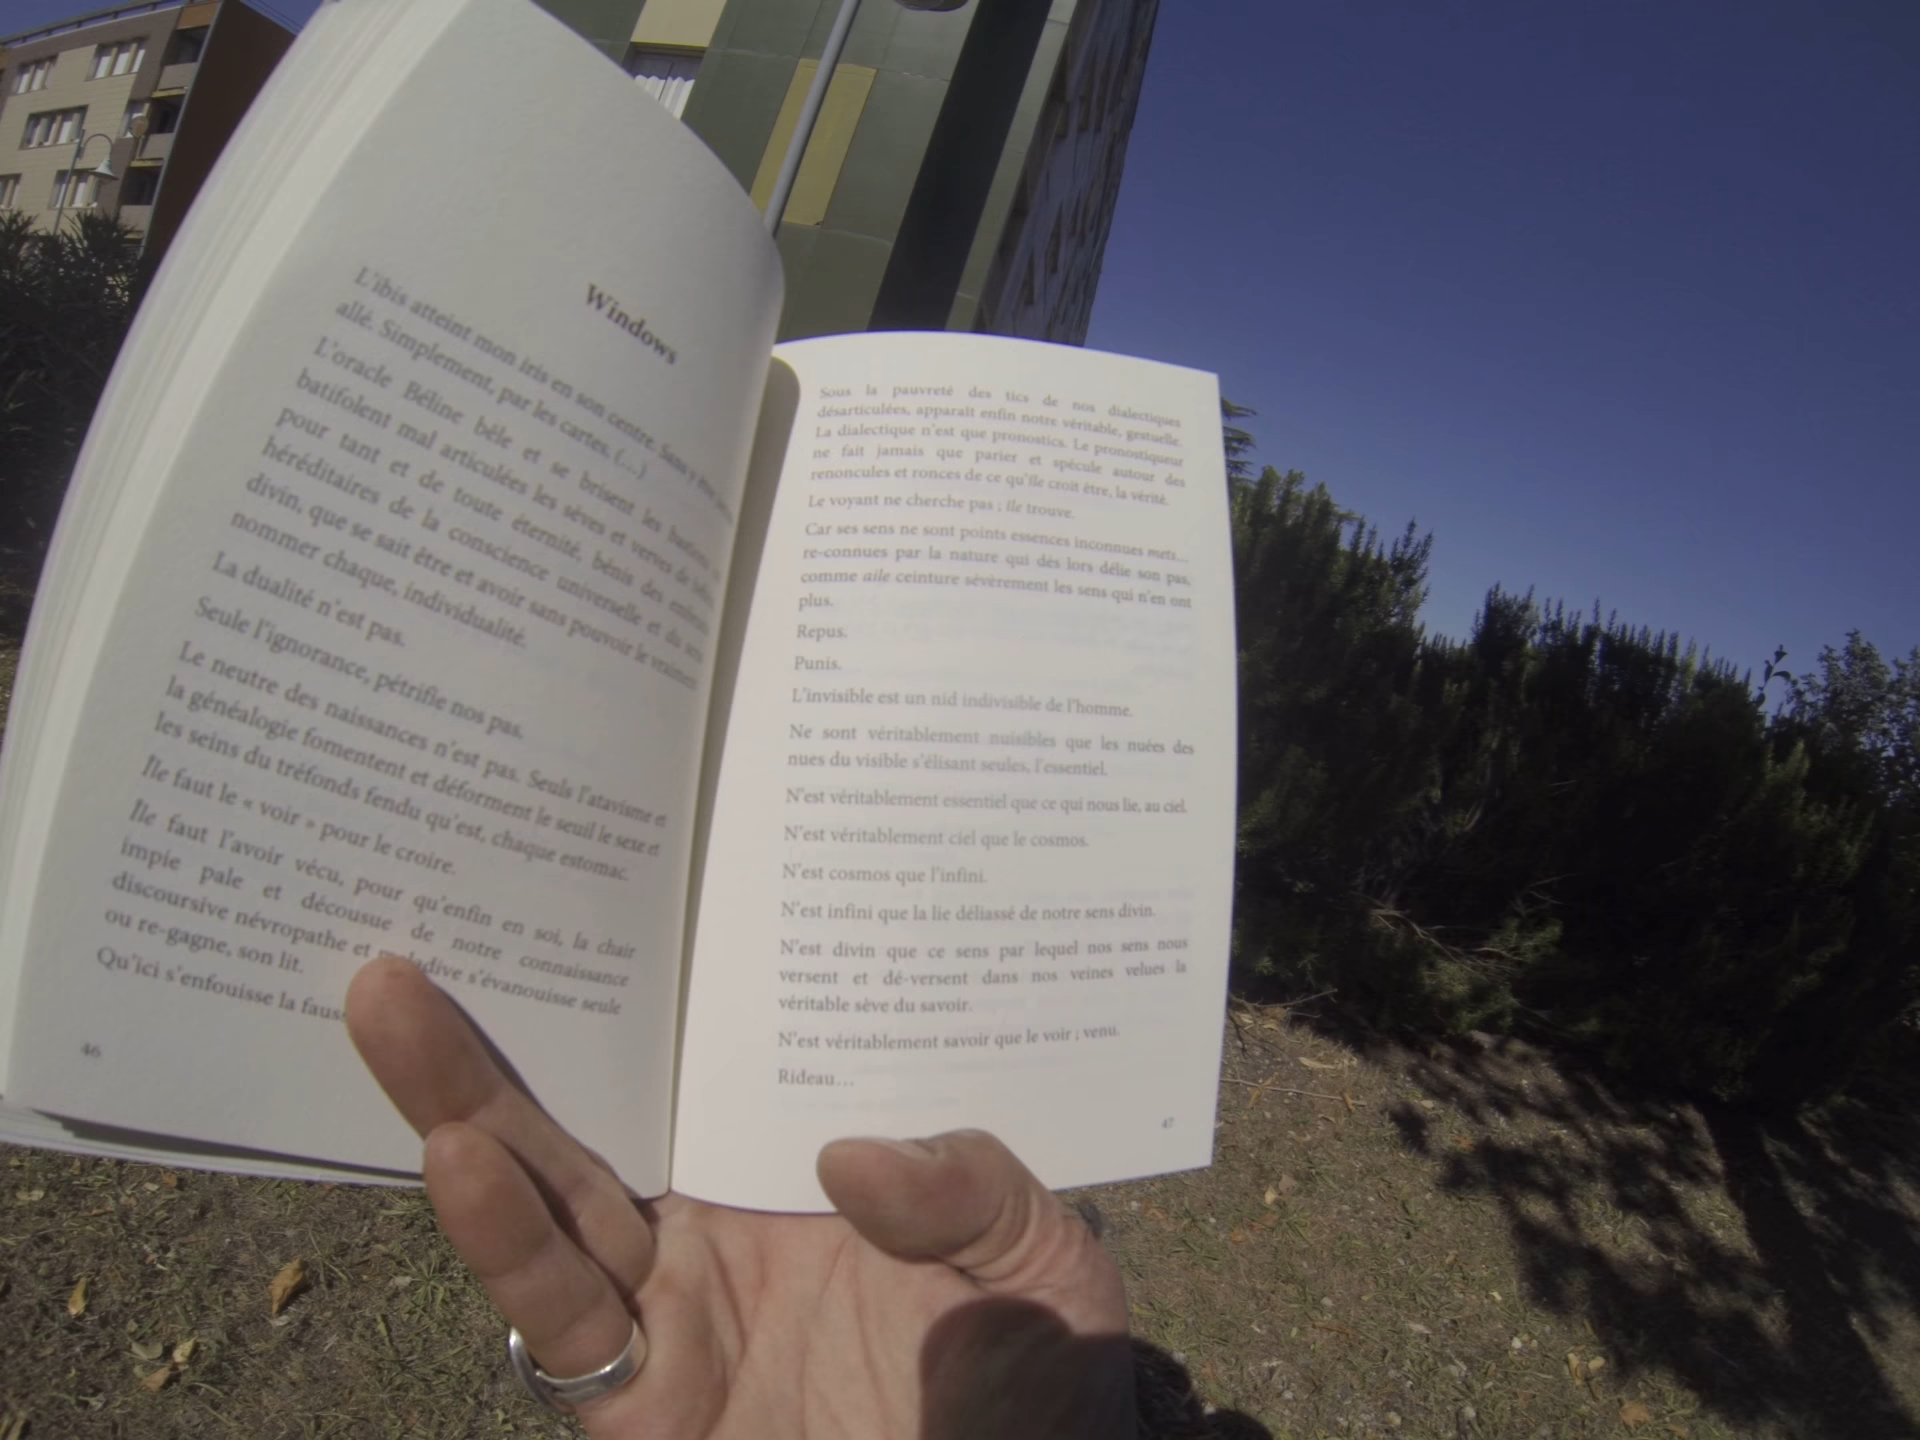 Windows
L'ibis atteint mon iris en son centre. Sans y être
allé. Simplement, par les cartes. (...)
L'oracle Béline bêle et se brisent les
batifolent mal articulées les sèves et verves de
pour tant et de toute éternité, bénis des
héréditaires de la conscience universelle et du sens
divin, que se sait être et avoir sans pouvoir le vraiment
nommer chaque, individualité.
La dualité n'est pas.
Seule l'ignorance, pétrifie nos pas.
Le neutre des naissances n'est pas. Seuls l'atavisme et
la généalogie fomentent et déforment le seuil le sexe et
les seins du tréfonds fendu qu'est, chaque estomac.
Ile faut le « voir » pour le croire.
Ile faut l'avoir vécu, pour qu'enfin en soi, la chair
impie pale et décousue de notre connaissance
discoursive névropathe et maladive s'évanouisse seule
ou re-gagne, son lit.
Qu'ici s'enfouisse la
46
Sous la pauvreté des tics de nos dialectiques
désarticulées, apparaît enfin notre véritable, gratuelle.
La dialectique n'est que pronostics. Le pronostiqueur
ne fait jamais que parier et spécule autour des
renoncules et ronces de ce qu'ile croit être, la vérité.
Le voyant ne cherche pas ; ile trouve.
Car ses sens ne sont points essences inconnues mets...
re-connues par la nature qui dès lors délie son pas,
comme aile ceinture sévèrement les sens qui n'en ont
plus.
Repus.
Punis.
L'invisible est un nid indivisible de l'homme.
Ne sont véritablement nuisibles que les nuées des
nues du visible s'élisant seules, l'essentiel.
N'est véritablement essentiel que ce qui nous lie, au ciel.
N'est véritablement ciel que le cosmos.
N'est cosmos que l'infini.
N'est infini que la lie déliassé de notre sens divin.
N'est divin que ce sens par lequel nos sens nous
versent et dé-versent dans nos veines velues la
véritable sève du savoir.
N'est véritablement savoir que le voir ; venu.
Rideau...
47